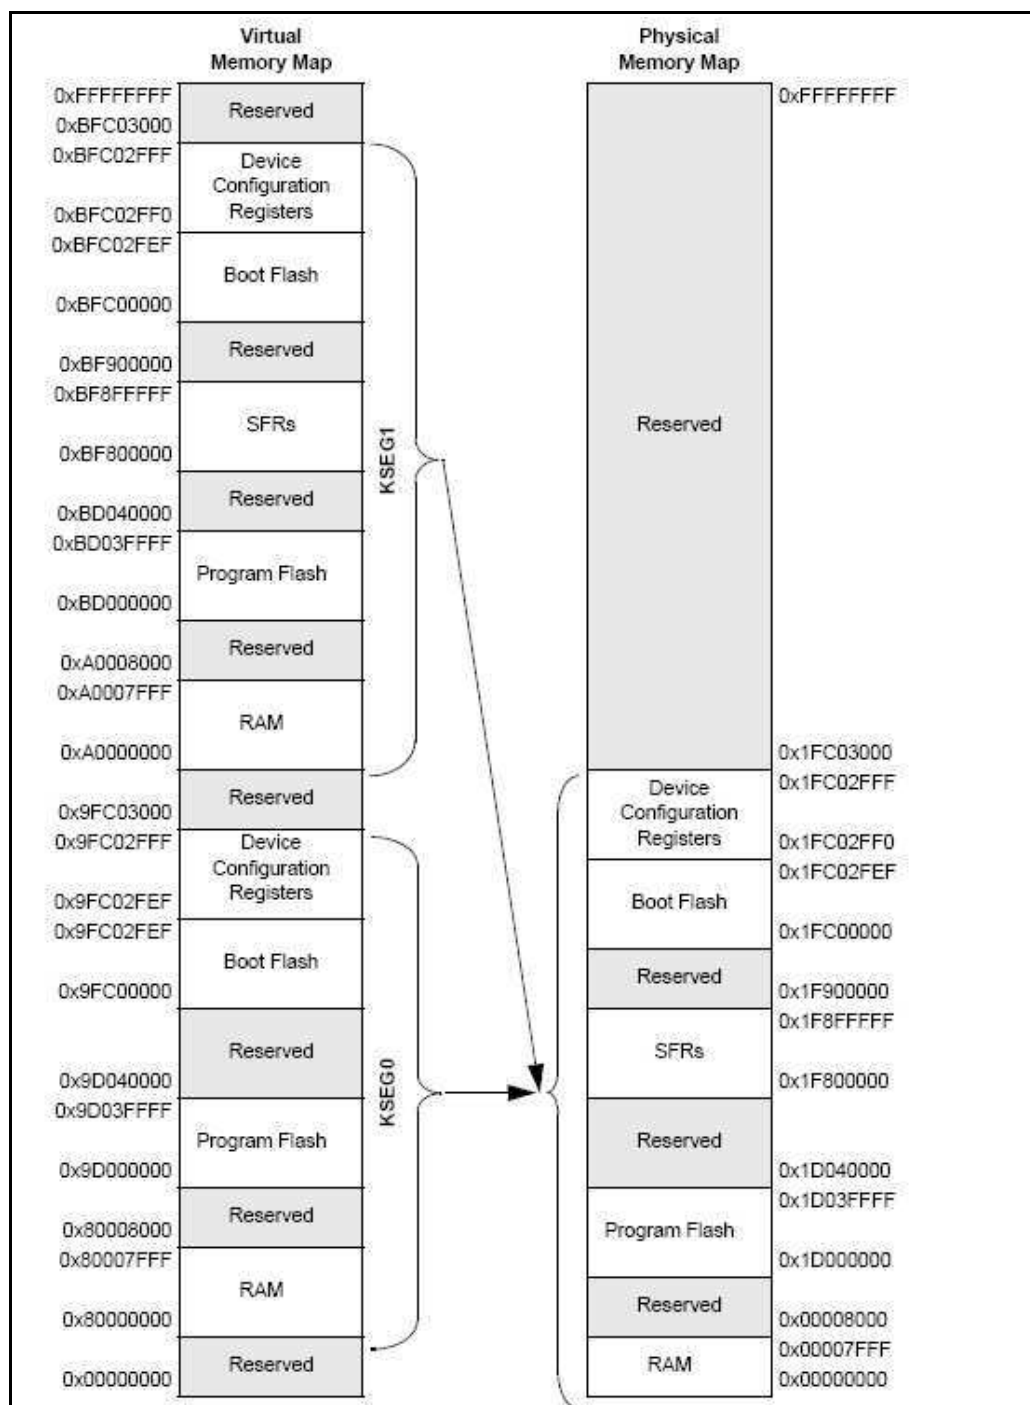 Virtual
Memory Map
0xFFFFFFFF
Reserved
0xBFC03000
0xBFC02FFF
Device
Configuration
Registers
0xBFC02FF0
0xBFC02FEF
Boot Flash
0xBFC00000
Reserved
0xBF900000
0xBF8FFFFF
SFRs
0xBF800000
Reserved
0xBD040000
0xBD03FFFF
Program Flash
0xBD000000
Reserved
0xA0008000
0xA0007FFF
RAM
0xA0000000
Reserved
0x9FC03000
0x9FC02FFF
Device
Configuration
Registers
0x9FC02FEF
0x9FC02FEF
Boot Flash
0x9FC00000
Reserved
0x9D040000
0x9D03FFFF
Program Flash
0x9D000000
Reserved
0x80008000
0x80007FFF
RAM
0x80000000
Reserved
0x00000000
KSEG1
KSEG0
Physical
Memory Map
0xFFFFFFFF
Reserved
0x1FC03000
0x1FC02FFF
Device
Configuration
Registers
0x1FC02FF0
0x1FC02FEF
Boot Flash
0x1FC00000
Reserved
0x1F900000
0x1F8FFFFF
SFRs
0x1F800000
Reserved
0x1D040000
0x1D03FFFF
Program Flash
0x1D000000
Reserved
0x00008000
0x00007FFF
RAM
0x00000000